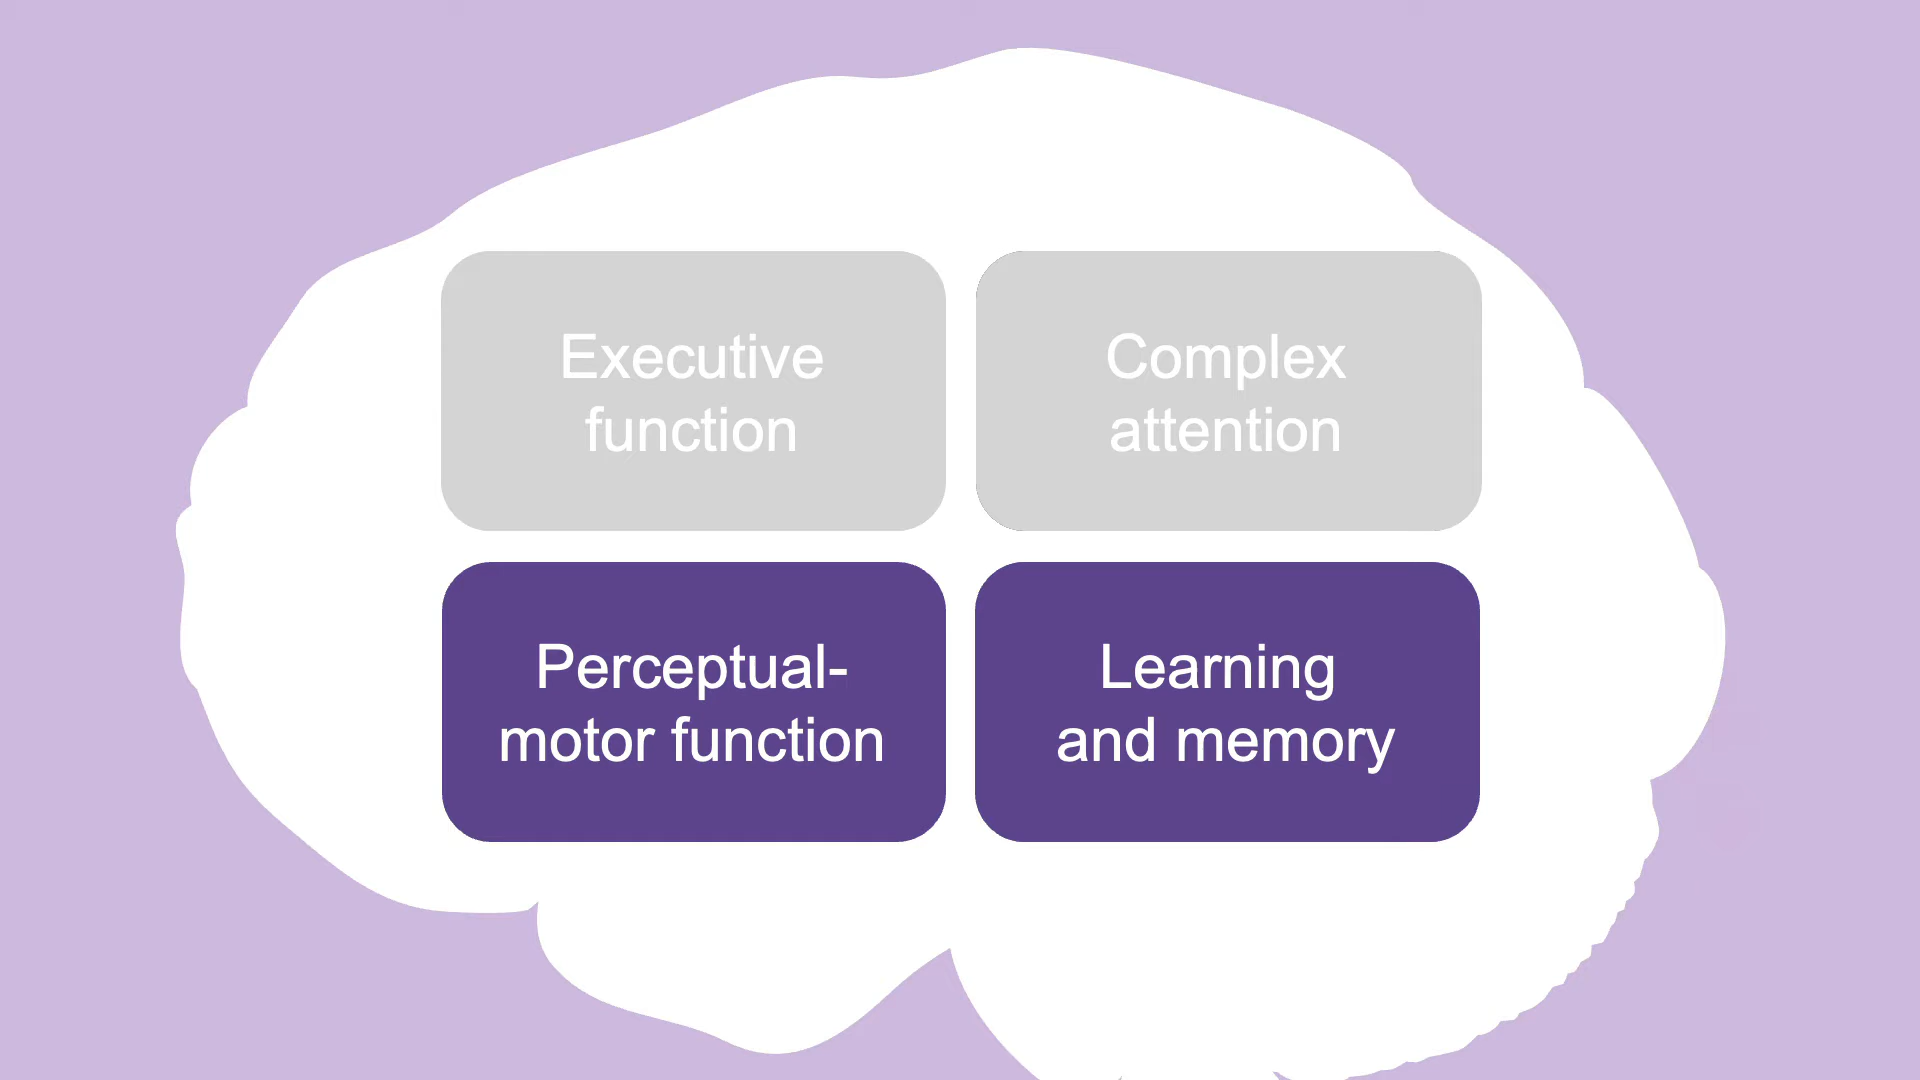 Executive
function
Complex
attention
Perceptual-
motor function
Learning
and memory